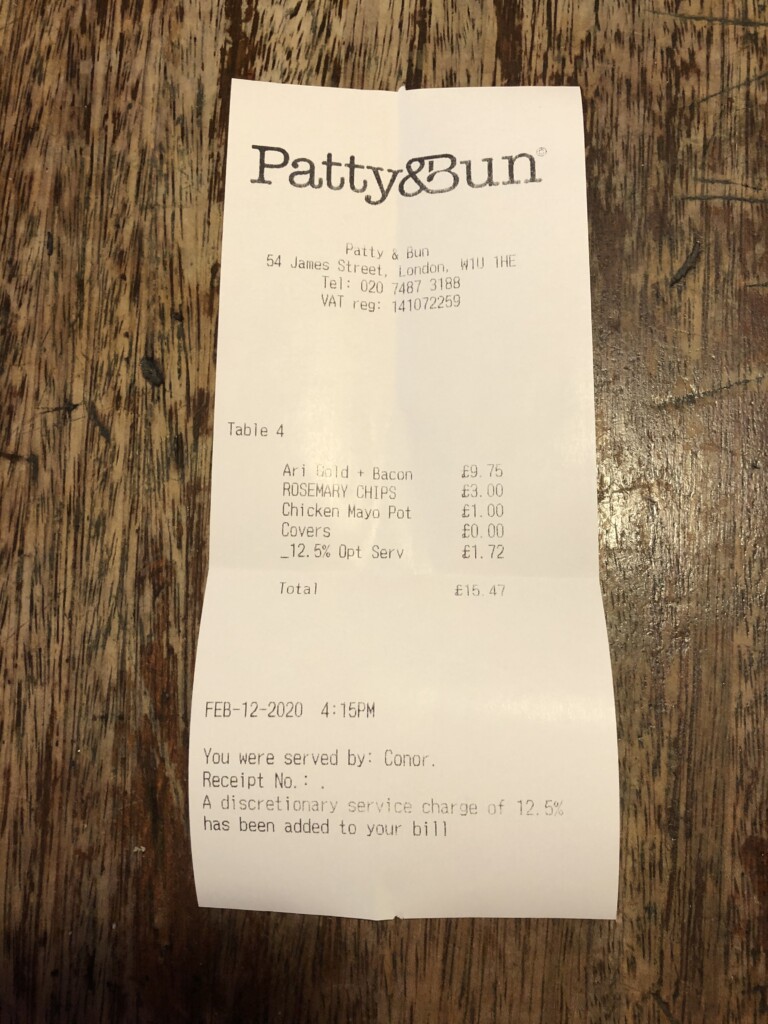 Patty&Bun©
Patty & Bun
54 James Street, London, W1U 1HE
Tel: 020 7487 3188
VAT reg: 141072259
Table 4
Ari Gold + Bacon £9.75
ROSEMARY CHIPS £3.00
Chicken Mayo Pot £1.00
Covers £0.00
_12.5% Opt Serv £1.72
Total £15.47
FEB-12-2020 4:15PM
You were served by: Conor.
Receipt No.: .
A discretionary service charge of 12.5%
has been added to your bill